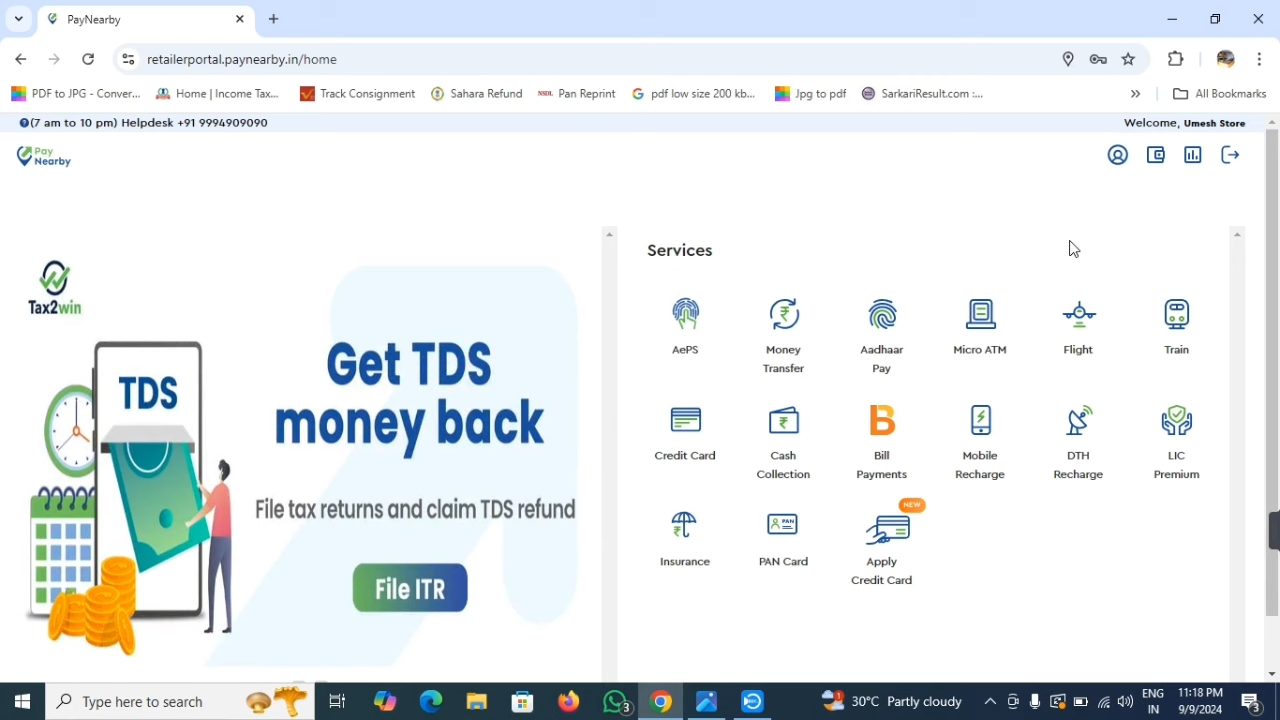 PayNearby
retailerportal.paynearby.in/home
PDF to JPG - Conver...
Home | Income Tax...
Track Consignment
Sahara Refund
NSDL Pan Reprint
pdf low size 200 kb...
Jpg to pdf
SarkariResult.com :...
All Bookmarks
(7 am to 10 pm) Helpdesk +91 9994909090
Welcome, Umesh Store
Pay
Nearby
Tax2win
TDS
Get TDS
money back
File tax returns and claim TDS refund
File ITR
Services
AePS
Money
Transfer
Aadhaar
Pay
Micro ATM
Flight
Train
Credit Card
Cash
Collection
B
Bill
Payments
Mobile
Recharge
DTH
Recharge
LIC
Premium
Insurance
PAN
PAN Card
NEW
Apply
Credit Card
Type here to search
3
1
30°C Partly cloudy
ENG
IN
11:18 PM
9/9/2024
3